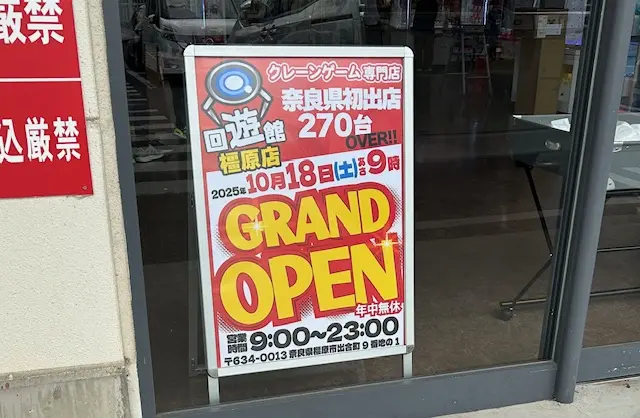 厳禁
込厳禁
クレーンゲーム専門店
奈良県初出店
270台
OVER!!
回遊館
橿原店
2025年10月18日(土)あさ9時
GRAND
OPEN
年中無休
営業時間 9:00～23:00
〒634-0013 奈良県橿原市出合町9番地の1